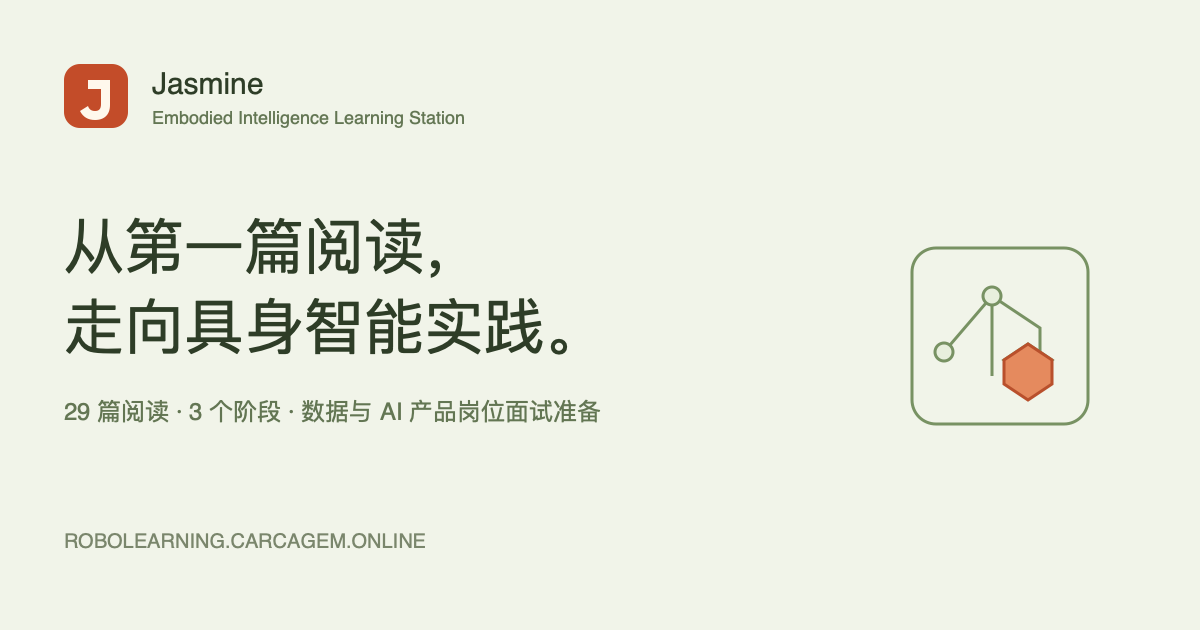 J
Jasmine
Embodied Intelligence Learning Station
从第一篇阅读，
走向具身智能实践。
29 篇阅读 · 3 个阶段 · 数据与 AI 产品岗位面试准备
ROBOLEARNING.CARCAGEM.ONLINE